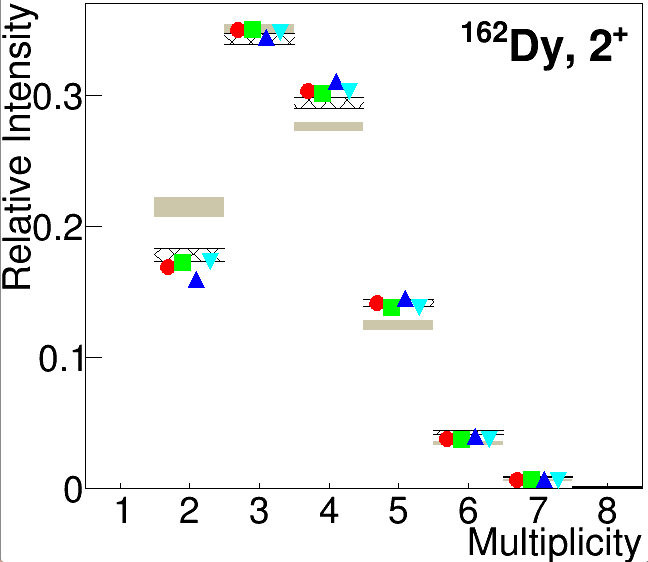 ¹⁶²Dy, 2⁺
Relative Intensity
0.3
0.2
0.1
0
1 2 3 4 5 6 7 8
Multiplicity